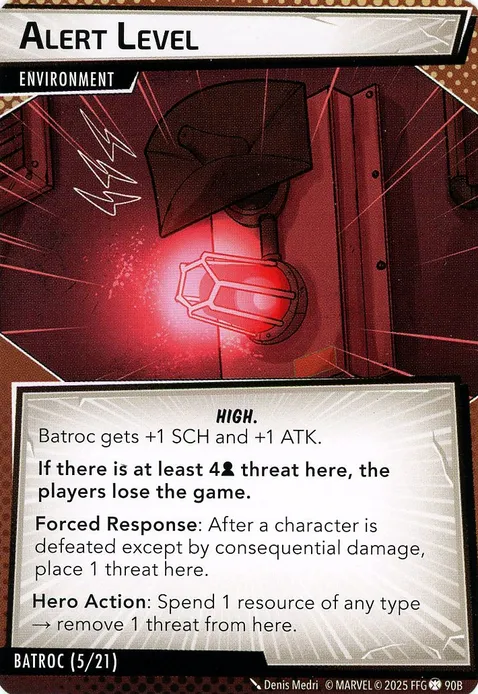 ALERT LEVEL
ENVIRONMENT
HIGH.
Batroc gets +1 SCH and +1 ATK.
If there is at least 4 threat here, the
players lose the game.
Forced Response: After a character is
defeated except by consequential damage,
place 1 threat here.
Hero Action: Spend 1 resource of any type
→ remove 1 threat from here.
BATROC (5/21)
Denis Medri © MARVEL © 2025 FFG 90B